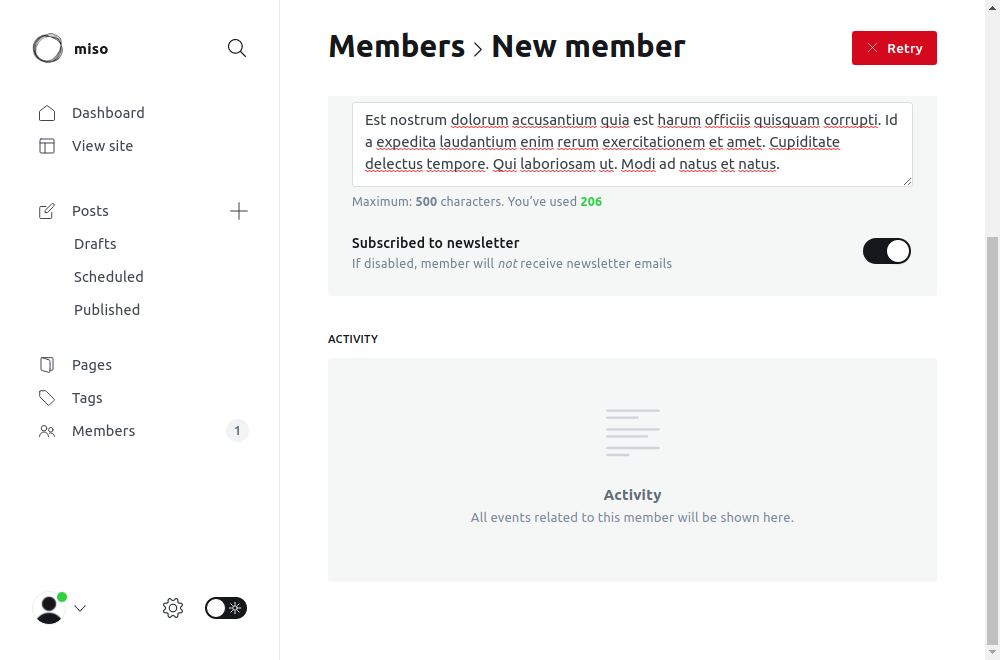 miso
Dashboard
View site
Posts
Drafts
Scheduled
Published
Pages
Tags
Members 1
Members > New member
Retry
Est nostrum dolorum accusantium quia est harum officiis quisquam corrupti. Id
a expedita laudantium enim rerum exercitationem et amet. Cupiditate
delectus tempore. Qui laboriosam ut. Modi ad natus et natus.
Maximum: 500 characters. You’ve used 206
Subscribed to newsletter
If disabled, member will not receive newsletter emails
ACTIVITY
Activity
All events related to this member will be shown here.